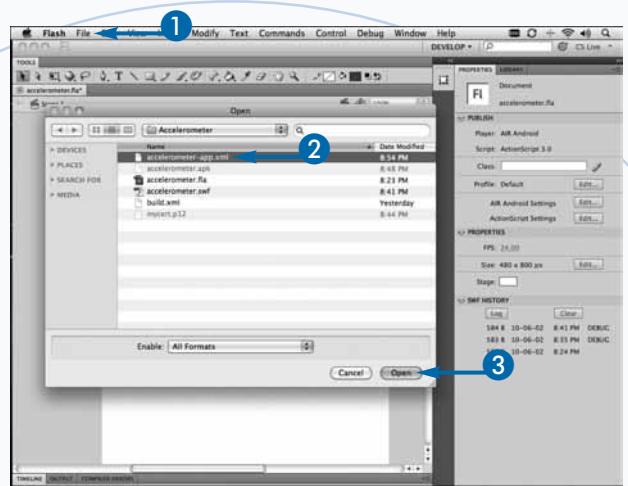 1
Flash File Modify Text Commands Control Debug Window Help
DEVELOP CS Live
TOOLS
accelerometer.fla*
Open
Accelerometer
DEVICES
PLACES
SEARCH FOR
MEDIA
Name Date Modified
accelerometer-app.xml 8:54 PM
accelerometer.apk 8:48 PM
accelerometer.fla 8:23 PM
accelerometer.swf 8:41 PM
build.xml Yesterday
mycert.p12 8:44 PM
2
Enable: All Formats
Cancel Open
3
PROPERTIES LIBRARY
Fl
Document
accelerometer.fla
PUBLISH
Player: AIR Android
Script: ActionScript 3.0
Class:
Profile: Default Edit...
AIR Android Settings Edit...
ActionScript Settings Edit...
PROPERTIES
FPS: 24.00
Size: 480 x 800 px Edit...
Stage:
SWF HISTORY
Log Clear
584 B 10-06-02 8:41 PM DEBUG
583 B 10-06-02 8:35 PM DEBUG
10-06-02 8:24 PM
TIMELINE OUTPUT COMPILER ERRORS